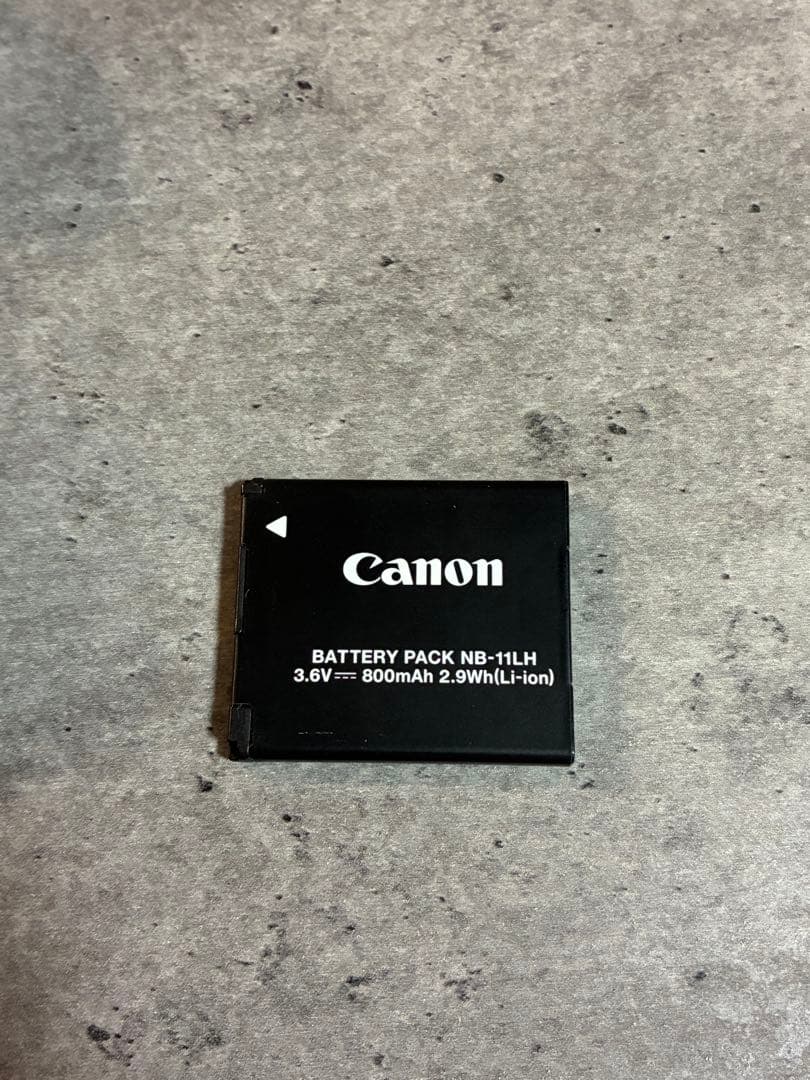 Canon
BATTERY PACK NB-11LH
3.6V⎓ 800mAh 2.9Wh(Li-ion)